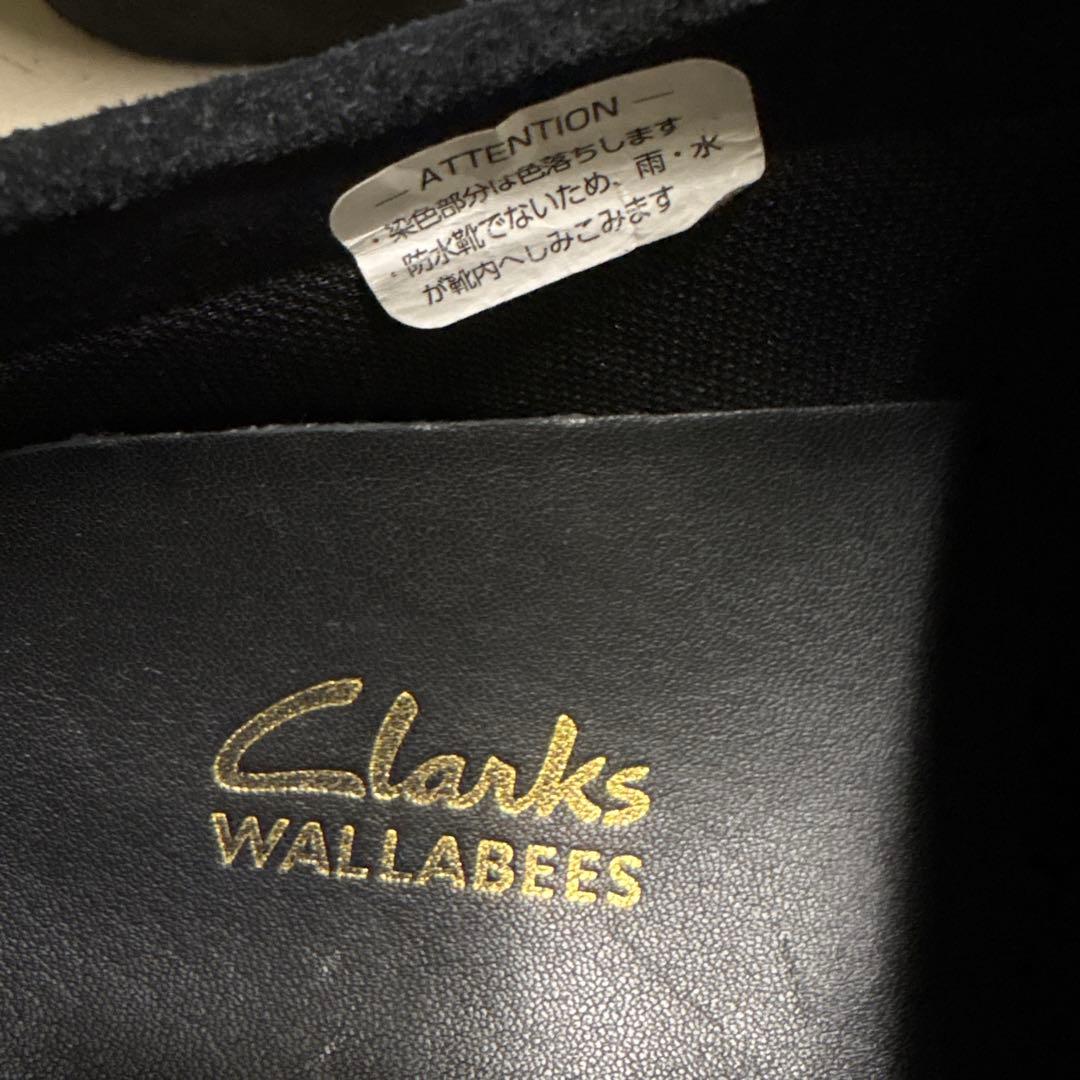 — ATTENTION —
・染色部分は色落ちします
・防水靴でないため、雨・水
が靴内へしみこみます
Clarks
WALLABEES